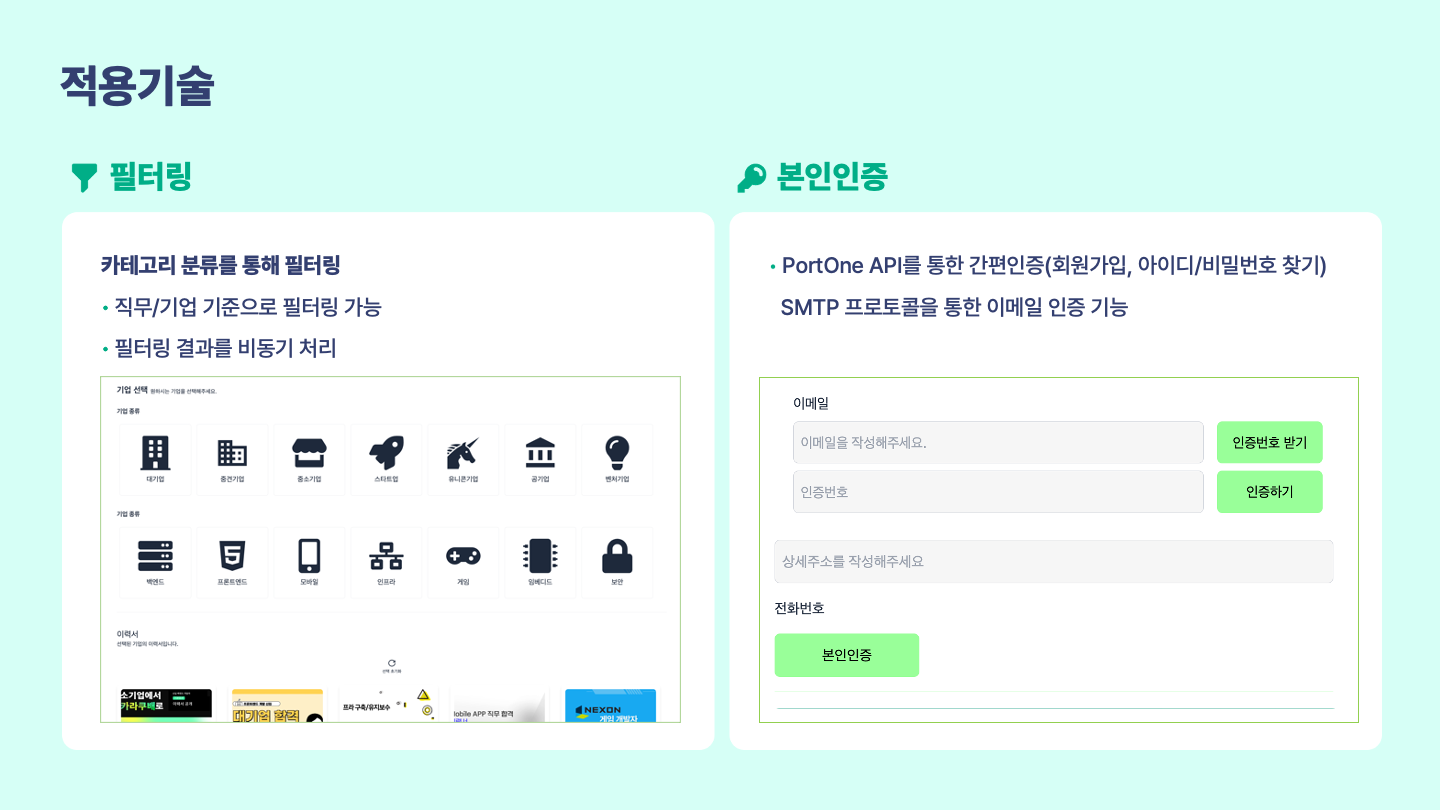 적용기술
필터링
카테고리 분류를 통해 필터링
• 직무/기업 기준으로 필터링 가능
• 필터링 결과를 비동기 처리
기업 선택 원하시는 기업을 선택해주세요.
기업 종류
대기업 중견기업 중소기업 스타트업 유니콘기업 공기업 벤처기업
기업 종류
백엔드 프론트엔드 모바일 인프라 게임 임베디드 보안
이력서
선택된 기업의 이력서입니다.
선택 초기화
소기업에서
카라쿠배로
대기업 합격
프라 구축/유지보수
lobile APP 직무 합격
NEXON
게임 개발자
본인인증
• PortOne API를 통한 간편인증(회원가입, 아이디/비밀번호 찾기)
SMTP 프로토콜을 통한 이메일 인증 기능
이메일
이메일을 작성해주세요. 인증번호 받기
인증번호 인증하기
상세주소를 작성해주세요
전화번호
본인인증